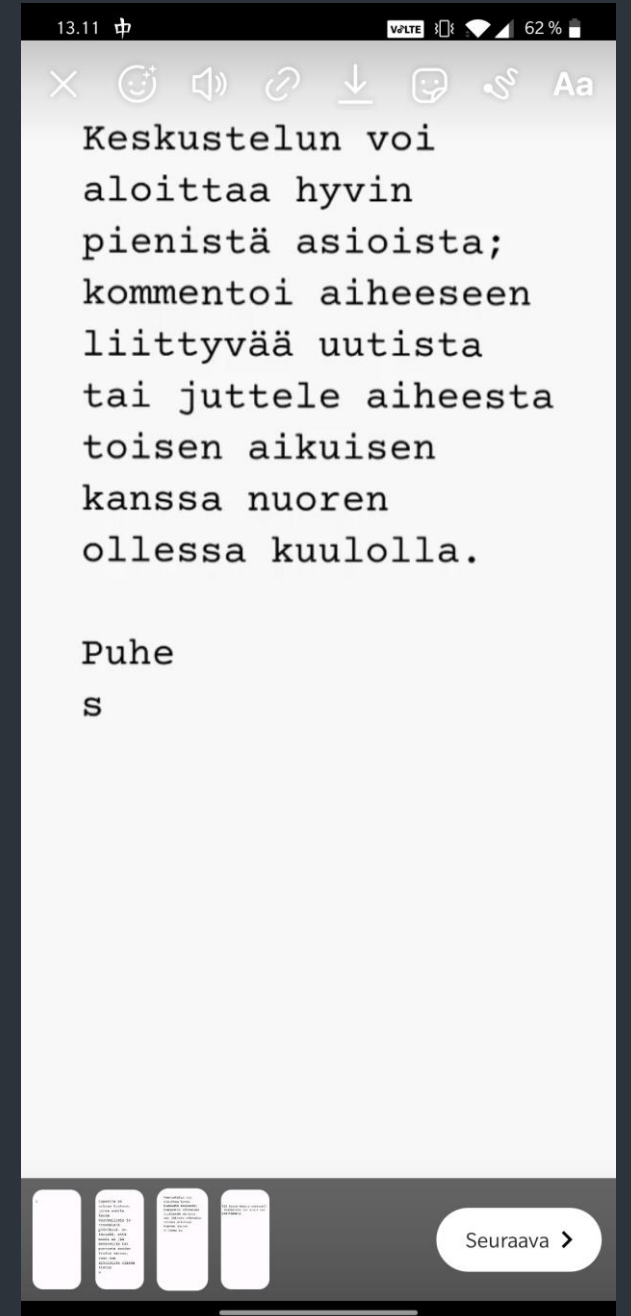 13.11 中
VoLTE 62 %
Aa
Keskustelun voi
aloittaa hyvin
pienistä asioista;
kommentoi aiheeseen
liittyvää uutista
tai juttele aiheesta
toisen aikuisen
kanssa nuoren
ollessa kuulolla.
Puhe
s
Seuraava